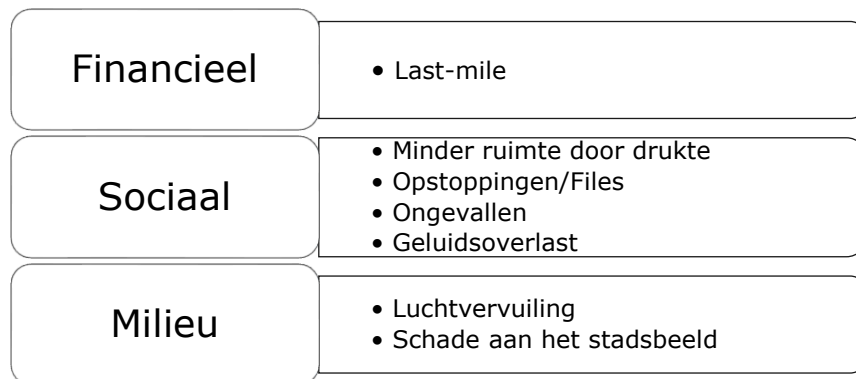 Financieel
• Last-mile
Sociaal
• Minder ruimte door drukte
• Opstoppingen/Files
• Ongevallen
• Geluidsoverlast
Milieu
• Luchtvervuiling
• Schade aan het stadsbeeld